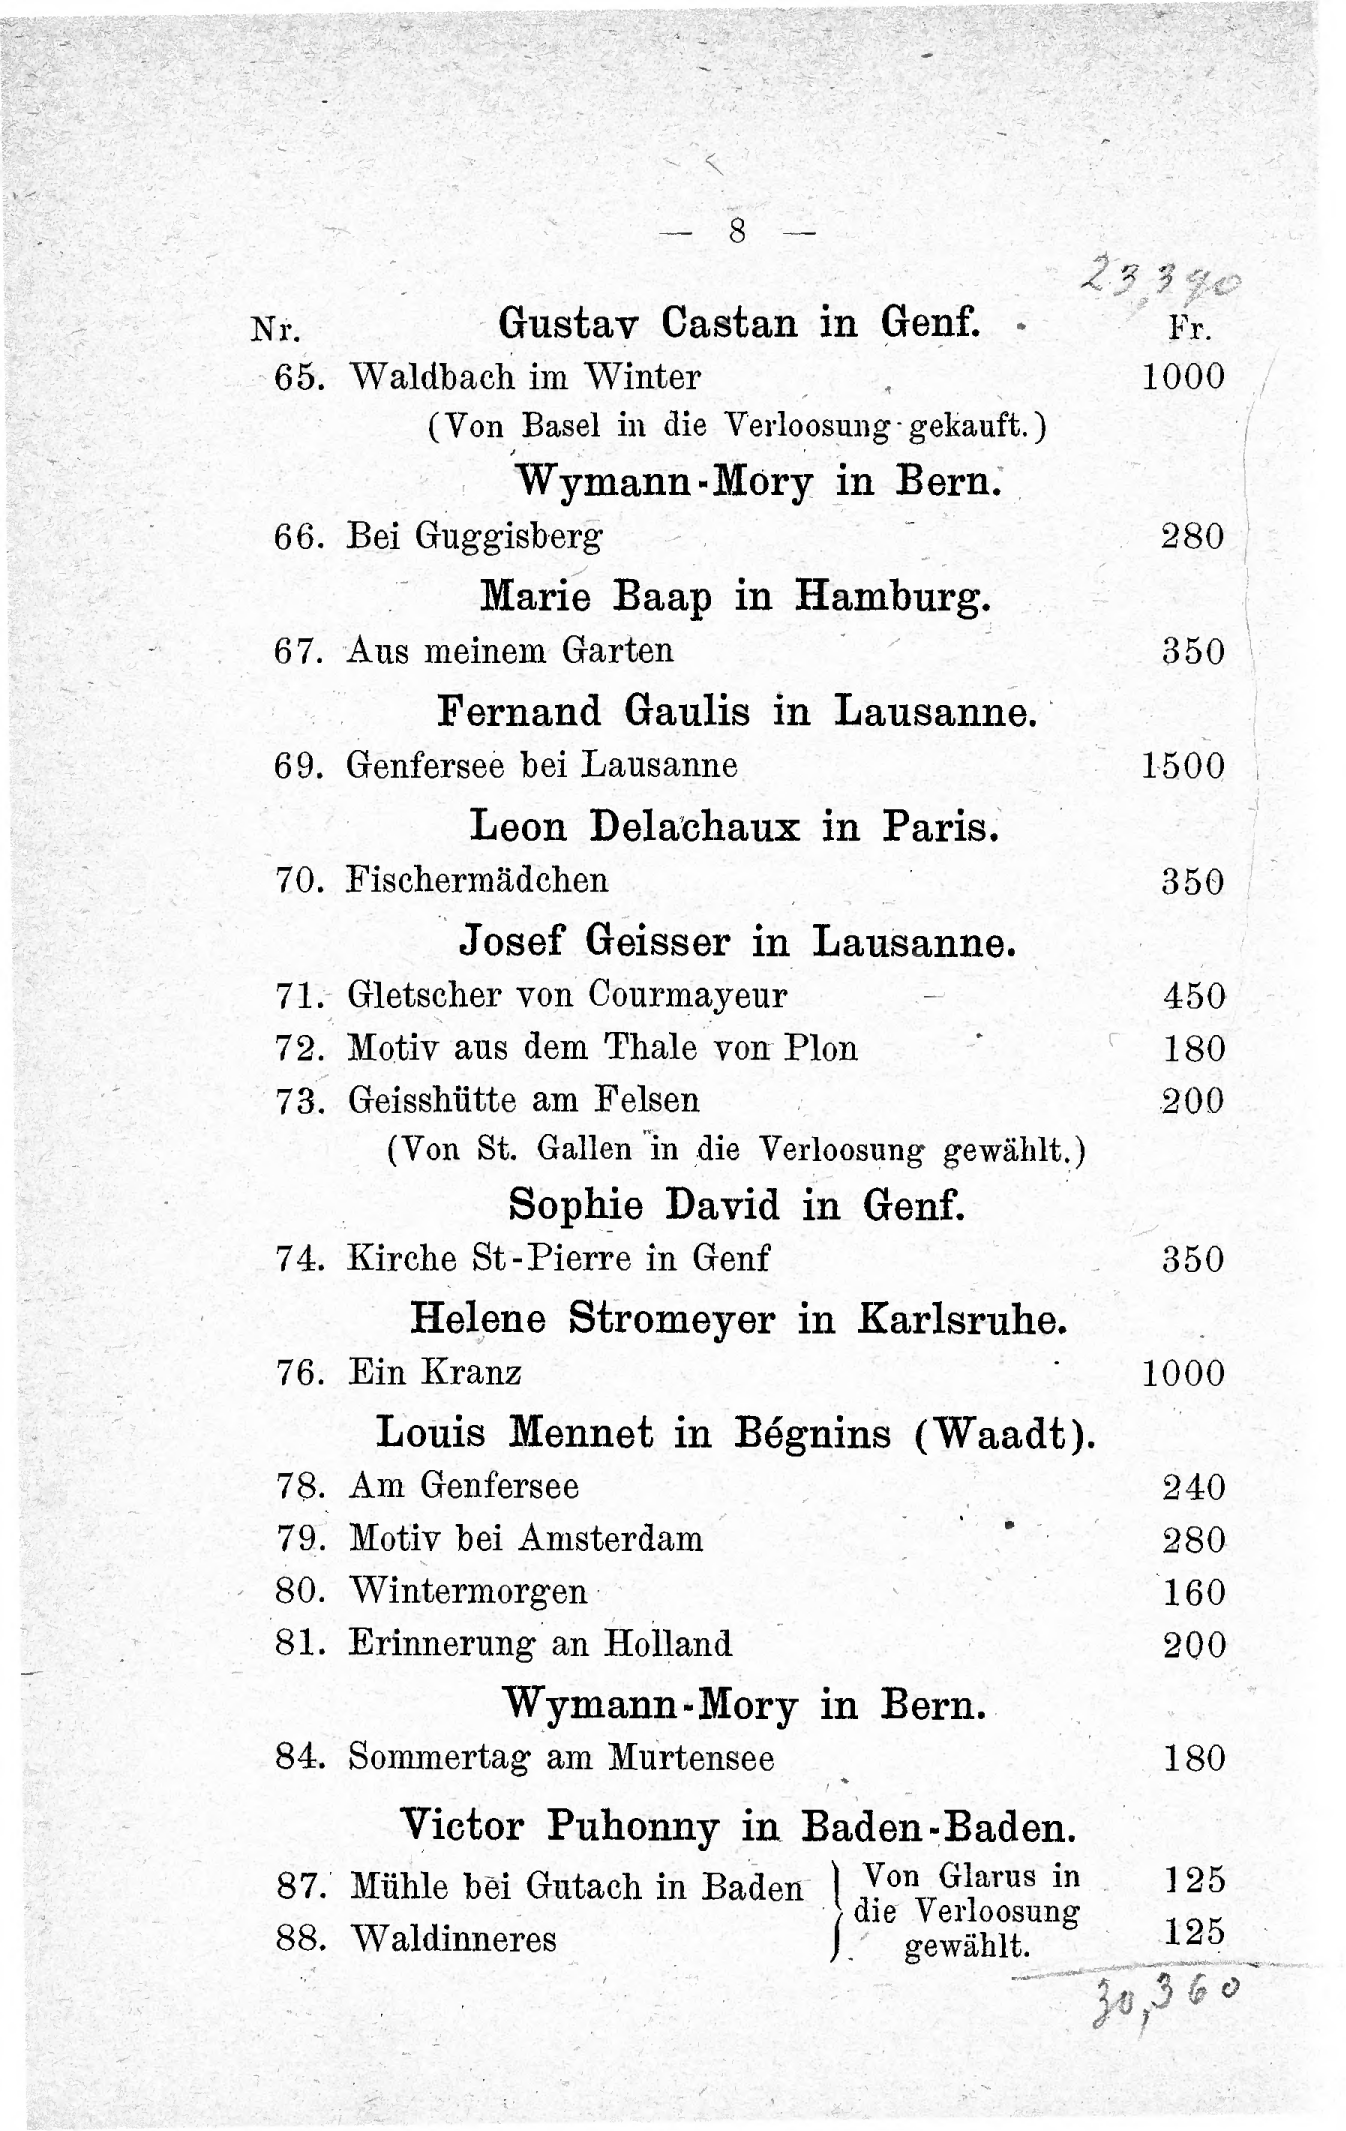 — 8 —
23,390
Nr. Gustav Castan in Genf. Fr.
65. Waldbach im Winter 1000
(Von Basel in die Verloosung gekauft.)
Wymann-Mory in Bern.
66. Bei Guggisberg 280
Marie Baap in Hamburg.
67. Aus meinem Garten 350
Fernand Gaulis in Lausanne.
69. Genfersee bei Lausanne 1500
Leon Delachaux in Paris.
70. Fischermädchen 350
Josef Geisser in Lausanne.
71. Gletscher von Courmayeur 450
72. Motiv aus dem Thale von Plon 180
73. Geisshütte am Felsen 200
(Von St. Gallen in die Verloosung gewählt.)
Sophie David in Genf.
74. Kirche St-Pierre in Genf 350
Helene Stromeyer in Karlsruhe.
76. Ein Kranz 1000
Louis Mennet in Bégnins (Waadt).
78. Am Genfersee 240
79. Motiv bei Amsterdam 280
80. Wintermorgen 160
81. Erinnerung an Holland 200
Wymann-Mory in Bern.
84. Sommertag am Murtensee 180
Victor Puhonny in Baden-Baden.
87. Mühle bei Gutach in Baden } Von Glarus in 125
die Verloosung
88. Waldinneres gewählt. 125
30,360